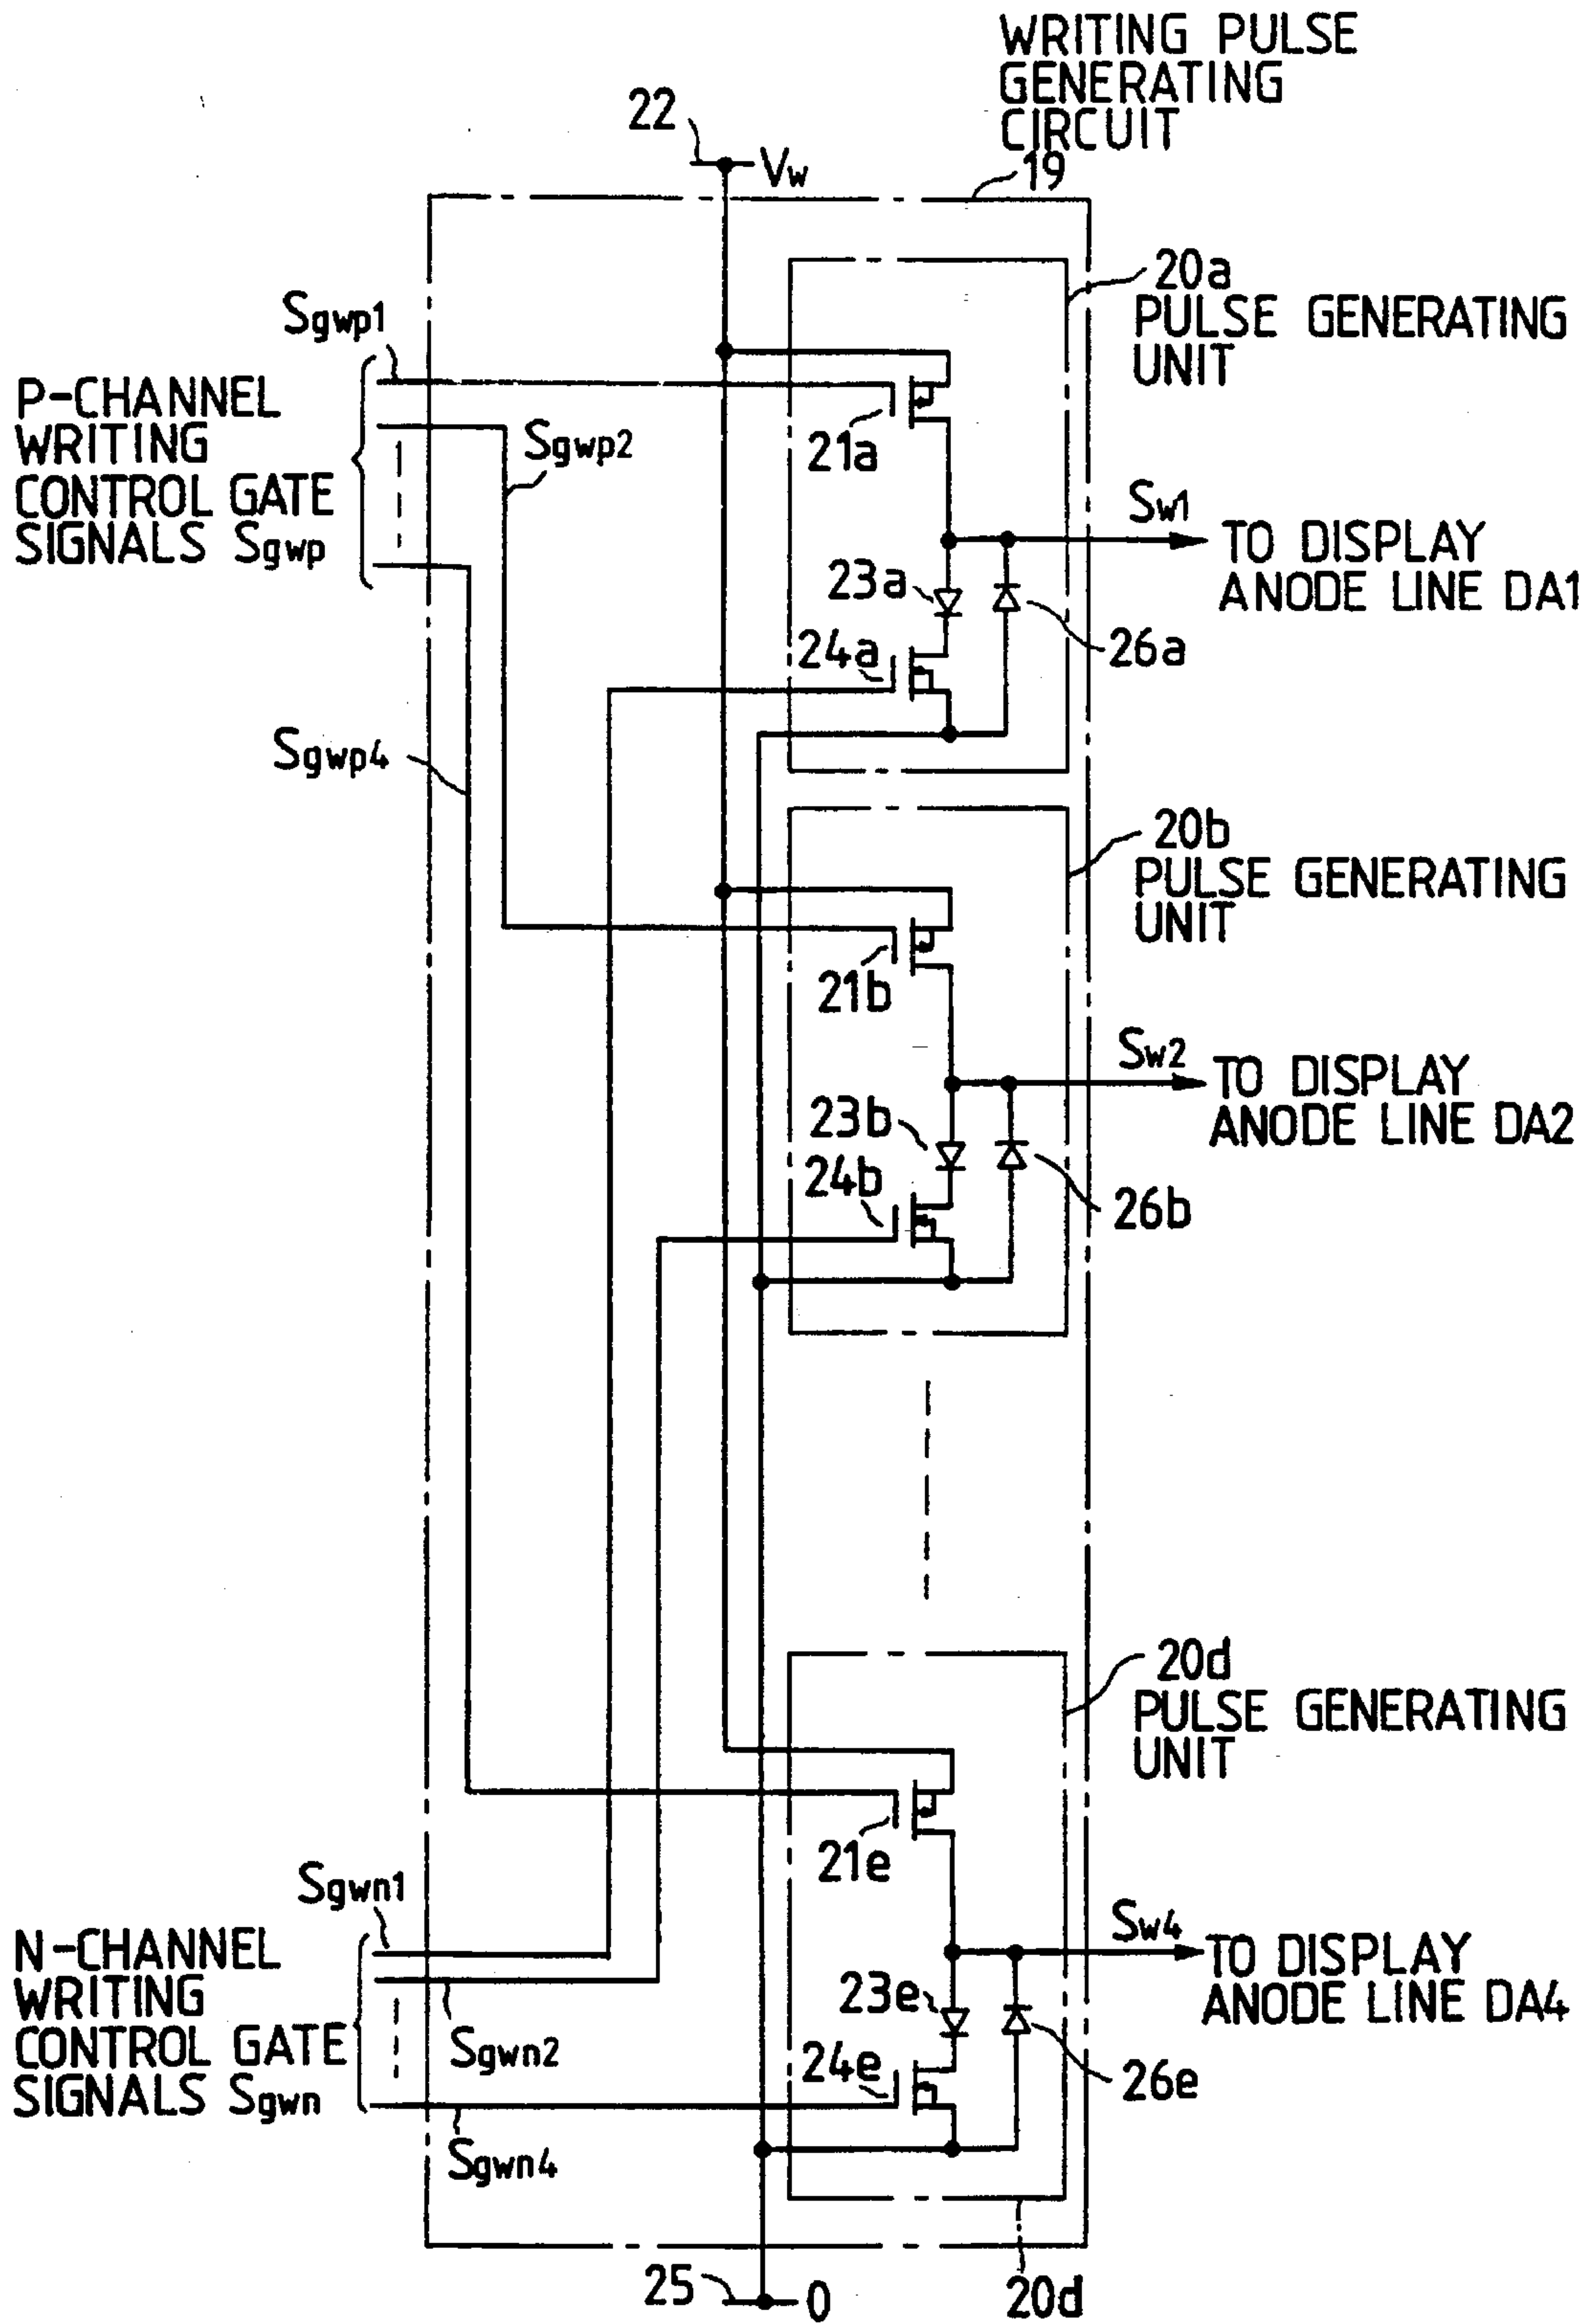 WRITING PULSE
GENERATING
CIRCUIT
19
22
Vw
20a
PULSE GENERATING
UNIT
Sgwp1
P-CHANNEL
WRITING
CONTROL GATE
SIGNALS Sgwp
Sgwp2
21a
Sw1
TO DISPLAY
ANODE LINE DA1
23a
24a
26a
Sgwp4
20b
PULSE GENERATING
UNIT
21b
Sw2
TO DISPLAY
ANODE LINE DA2
23b
24b
26b
20d
PULSE GENERATING
UNIT
21e
Sgwn1
N-CHANNEL
WRITING
CONTROL GATE
SIGNALS Sgwn
Sgwn2
Sgwn4
Sw4
TO DISPLAY
ANODE LINE DA4
23e
24e
26e
25
0
20d